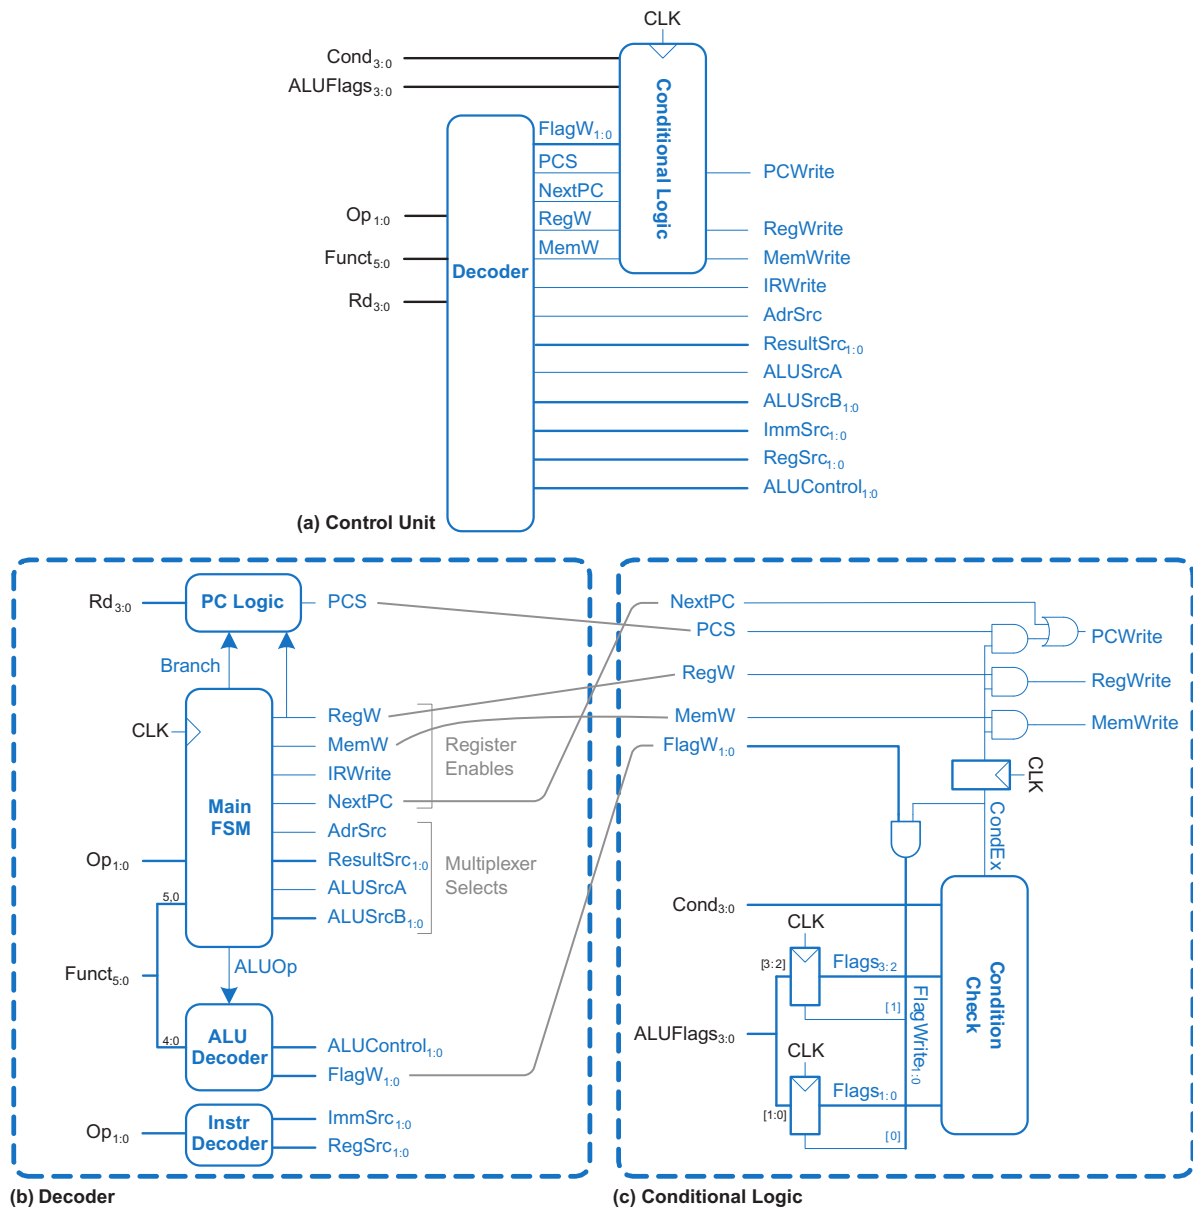 CLK
Cond3:0
ALUFlags3:0
Conditional Logic
FlagW1:0
PCS
PCWrite
NextPC
Op1:0
RegW
RegWrite
Funct5:0
MemW
MemWrite
Decoder
IRWrite
Rd3:0
AdrSrc
ResultSrc1:0
ALUSrcA
ALUSrcB1:0
ImmSrc1:0
RegSrc1:0
ALUControl1:0
(a) Control Unit
Rd3:0
PC Logic
PCS
Branch
CLK
RegW
MemW
IRWrite
NextPC
Register
Enables
Main
FSM
AdrSrc
Op1:0
ResultSrc1:0
ALUSrcA
ALUSrcB1:0
Multiplexer
Selects
5,0
Funct5:0
ALUOp
4:0
ALU
Decoder
ALUControl1:0
FlagW1:0
Op1:0
Instr
Decoder
ImmSrc1:0
RegSrc1:0
(b) Decoder
NextPC
PCS
PCWrite
RegW
RegWrite
MemW
MemWrite
FlagW1:0
CLK
CondEx
Cond3:0
CLK
[3:2]
Flags3:2
[1]
ALUFlags3:0
FlagWrite1:0
Condition
Check
CLK
[1:0]
Flags1:0
[0]
(c) Conditional Logic